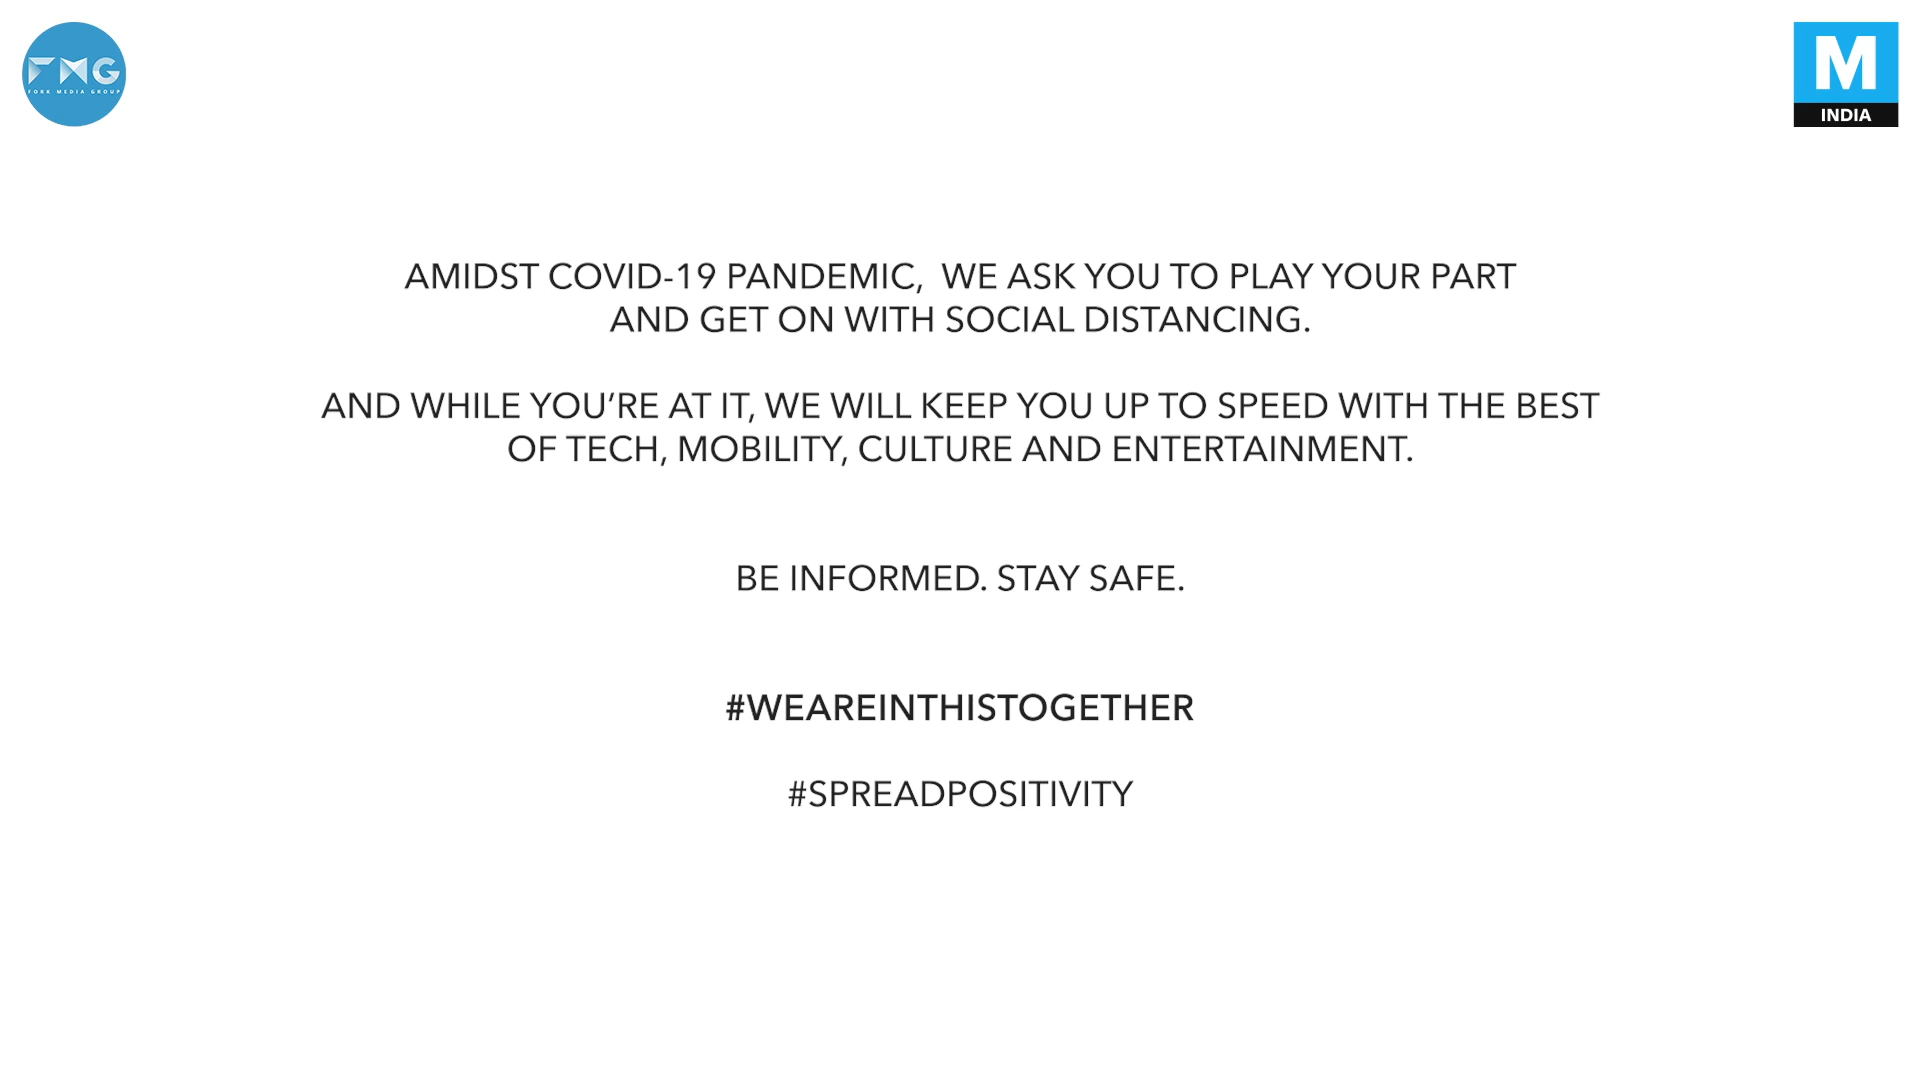 FMG
FORK MEDIA GROUP
M
INDIA
AMIDST COVID-19 PANDEMIC,  WE ASK YOU TO PLAY YOUR PART
AND GET ON WITH SOCIAL DISTANCING.
AND WHILE YOU’RE AT IT, WE WILL KEEP YOU UP TO SPEED WITH THE BEST
OF TECH, MOBILITY, CULTURE AND ENTERTAINMENT.
BE INFORMED. STAY SAFE.
#WEAREINTHISTOGETHER
#SPREADPOSITIVITY